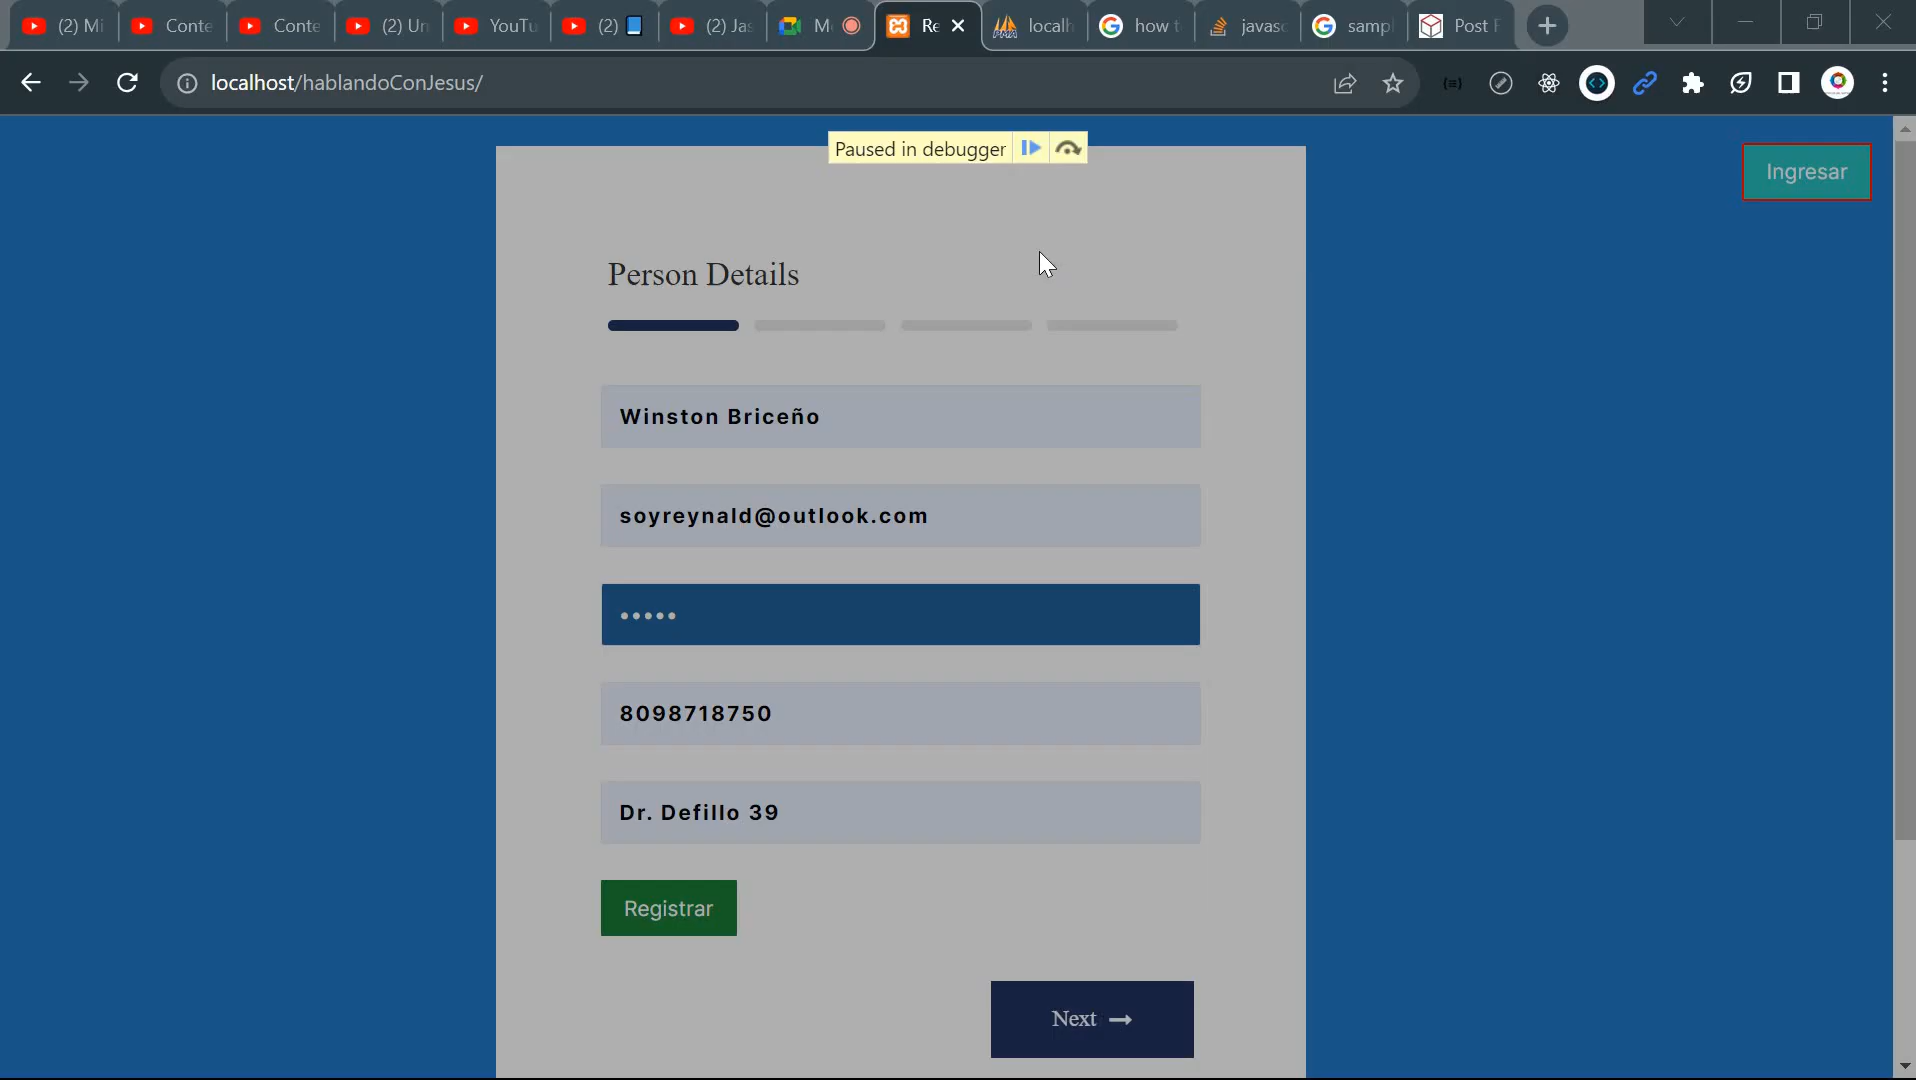 (2) Mi Conte Conte (2) Un YouTu (2) (2) Jas M Re localh how t javasc sampl Post F
localhost/hablandoConJesus/
Paused in debugger
Ingresar
Person Details
Winston Briceño
soyreynald@outlook.com
•••••
8098718750
Dr. Defillo 39
Registrar
Next →